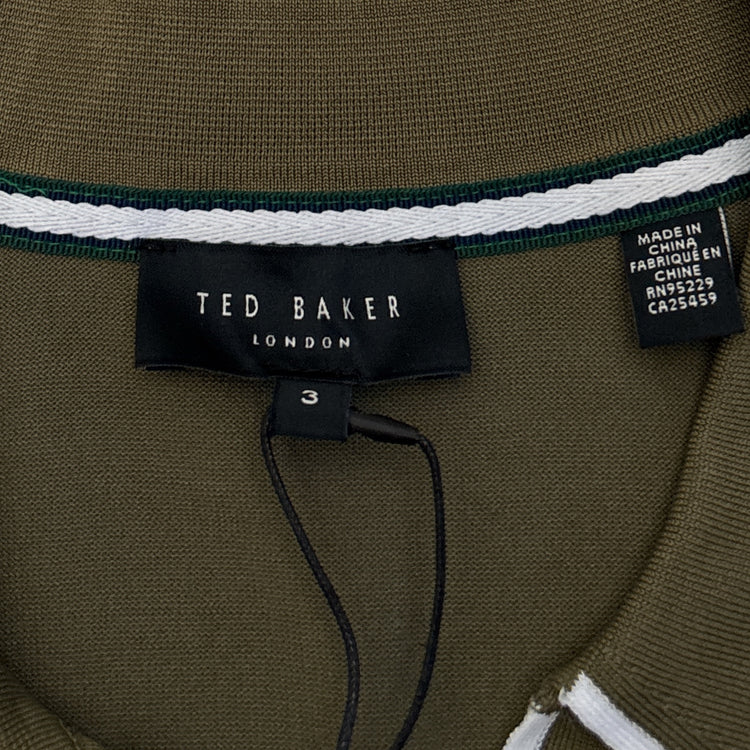 TED BAKER
LONDON
3
MADE IN
CHINA
FABRIQUÉ EN
CHINE
RN95229
CA25459